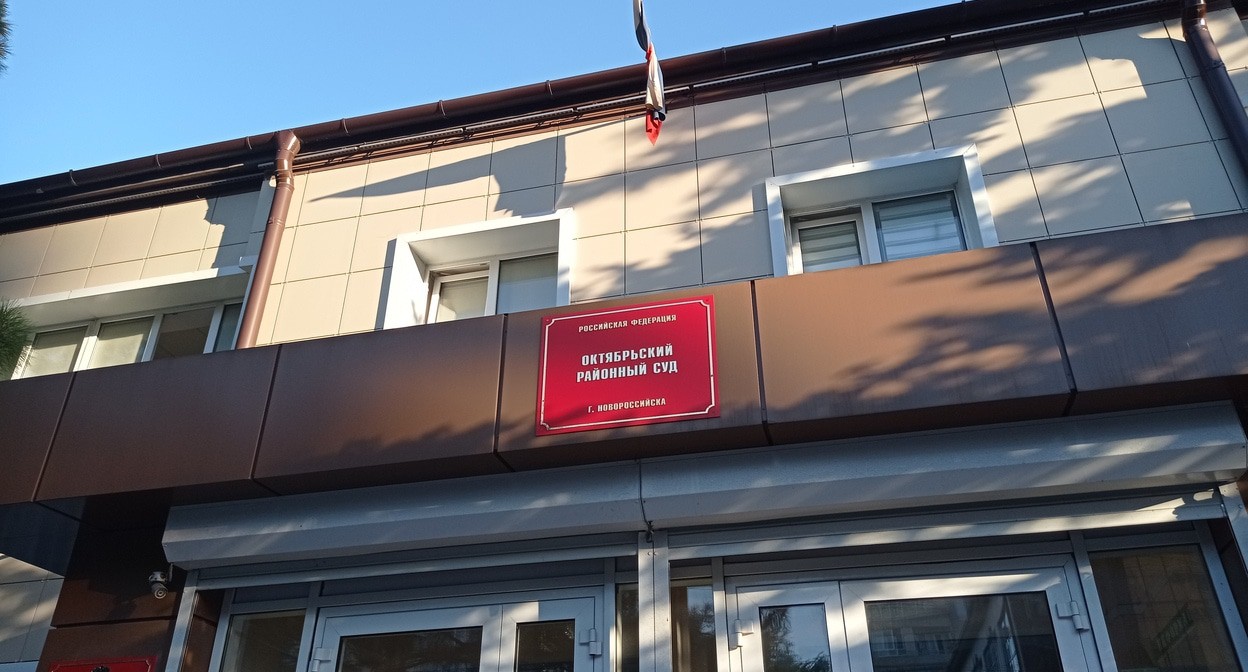 РОССИЙСКАЯ ФЕДЕРАЦИЯ
ОКТЯБРЬСКИЙ
РАЙОННЫЙ СУД
Г. НОВОРОССИЙСКА